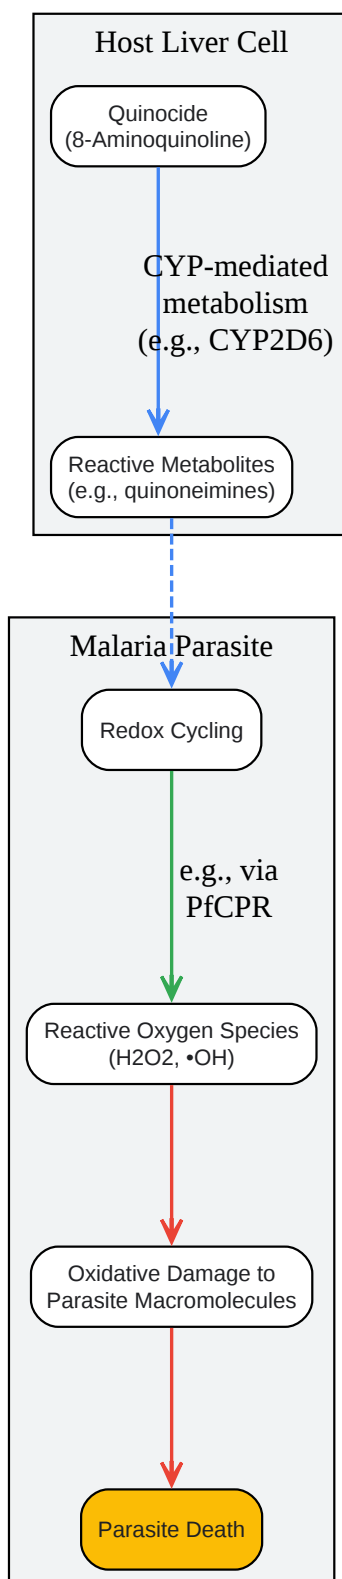 Host Liver Cell
Quinocide
(8-Aminoquinoline)
CYP-mediated
metabolism
(e.g., CYP2D6)
Reactive Metabolites
(e.g., quinoneimines)
Malaria Parasite
Redox Cycling
e.g., via
PfCPR
Reactive Oxygen Species
(H2O2, •OH)
Oxidative Damage to
Parasite Macromolecules
Parasite Death